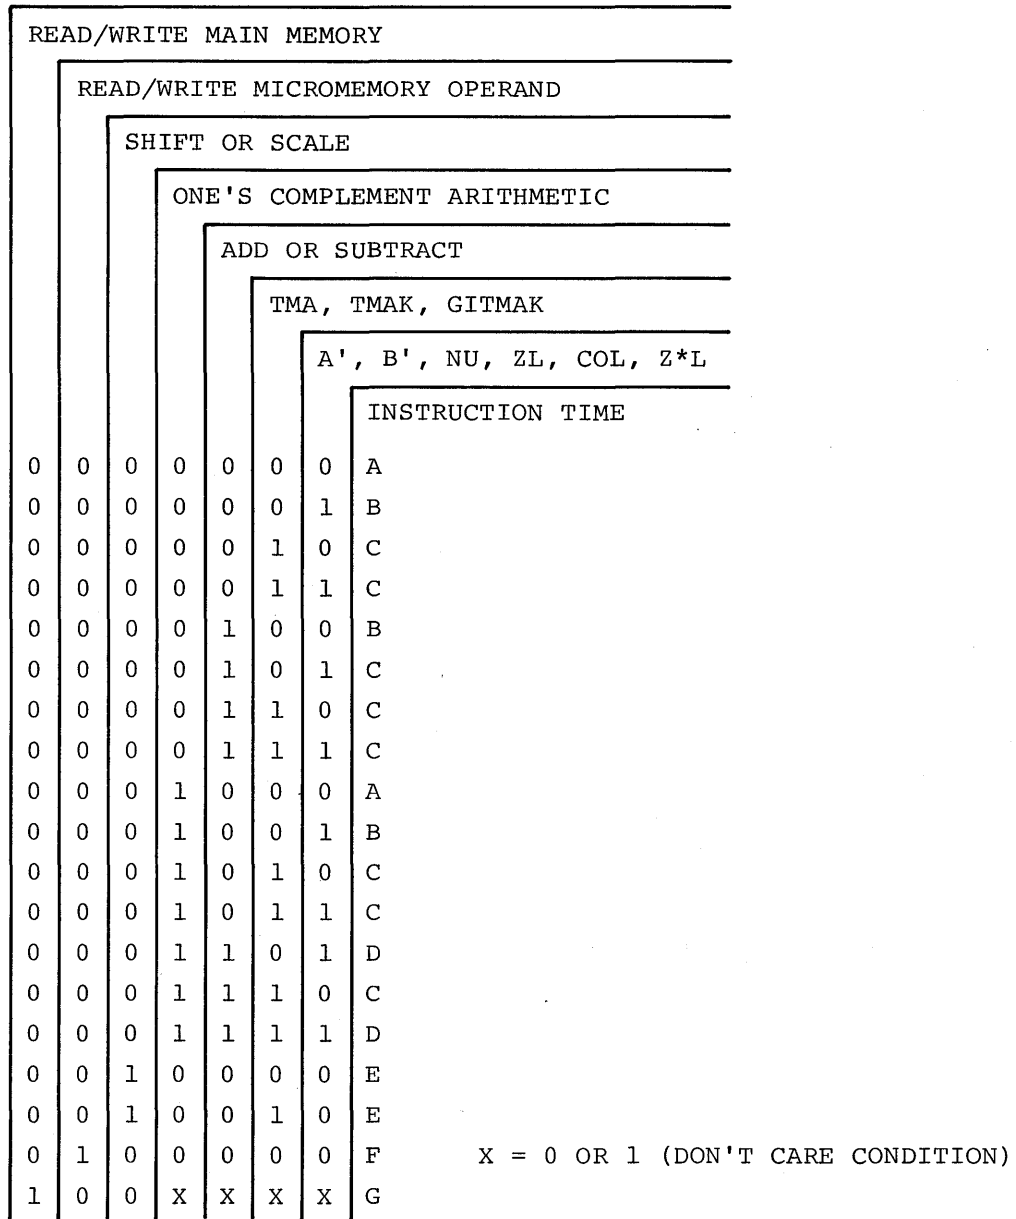 READ/WRITE MAIN MEMORY
READ/WRITE MICROMEMORY OPERAND
SHIFT OR SCALE
ONE'S COMPLEMENT ARITHMETIC
ADD OR SUBTRACT
TMA, TMAK, GITMAK
A', B', NU, ZL, COL, Z*L
INSTRUCTION TIME
0 0 0 0 0 0 0 A
0 0 0 0 0 0 1 B
0 0 0 0 0 1 0 C
0 0 0 0 0 1 1 C
0 0 0 0 1 0 0 B
0 0 0 0 1 0 1 C
0 0 0 0 1 1 0 C
0 0 0 0 1 1 1 C
0 0 0 1 0 0 0 A
0 0 0 1 0 0 1 B
0 0 0 1 0 1 0 C
0 0 0 1 0 1 1 C
0 0 0 1 1 0 1 D
0 0 0 1 1 1 0 C
0 0 0 1 1 1 1 D
0 0 1 0 0 0 0 E
0 0 1 0 0 1 0 E
0 1 0 0 0 0 0 F X = 0 OR 1 (DON'T CARE CONDITION)
1 0 0 X X X X G